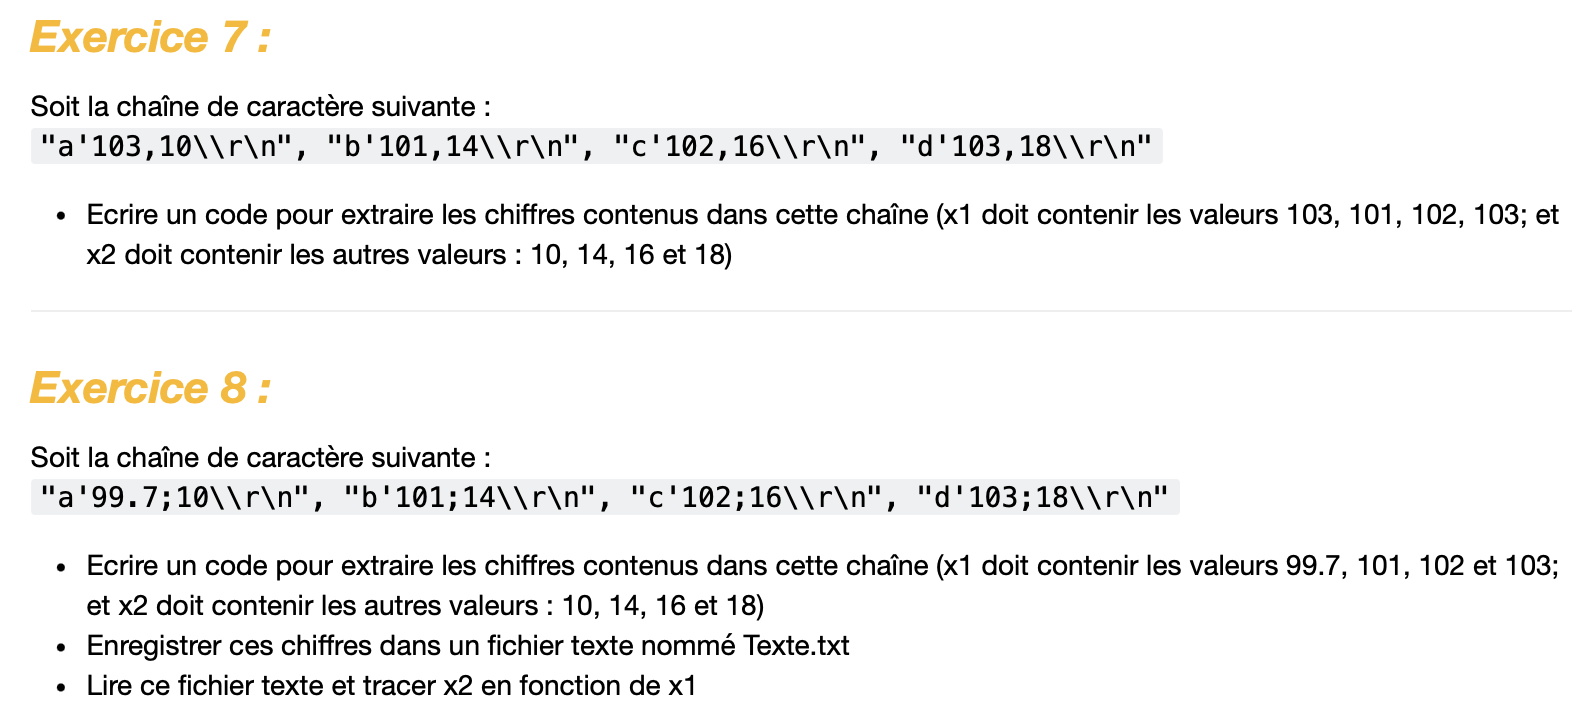 Exercice 7 :
Soit la chaîne de caractère suivante :
"a'103,10\\r\n", "b'101,14\\r\n", "c'102,16\\r\n", "d'103,18\\r\n"
• Ecrire un code pour extraire les chiffres contenus dans cette chaîne (x1 doit contenir les valeurs 103, 101, 102, 103; et
x2 doit contenir les autres valeurs : 10, 14, 16 et 18)
Exercice 8 :
Soit la chaîne de caractère suivante :
"a'99.7;10\\r\n", "b'101;14\\r\n", "c'102;16\\r\n", "d'103;18\\r\n"
• Ecrire un code pour extraire les chiffres contenus dans cette chaîne (x1 doit contenir les valeurs 99.7, 101, 102 et 103;
et x2 doit contenir les autres valeurs : 10, 14, 16 et 18)
• Enregistrer ces chiffres dans un fichier texte nommé Texte.txt
• Lire ce fichier texte et tracer x2 en fonction de x1